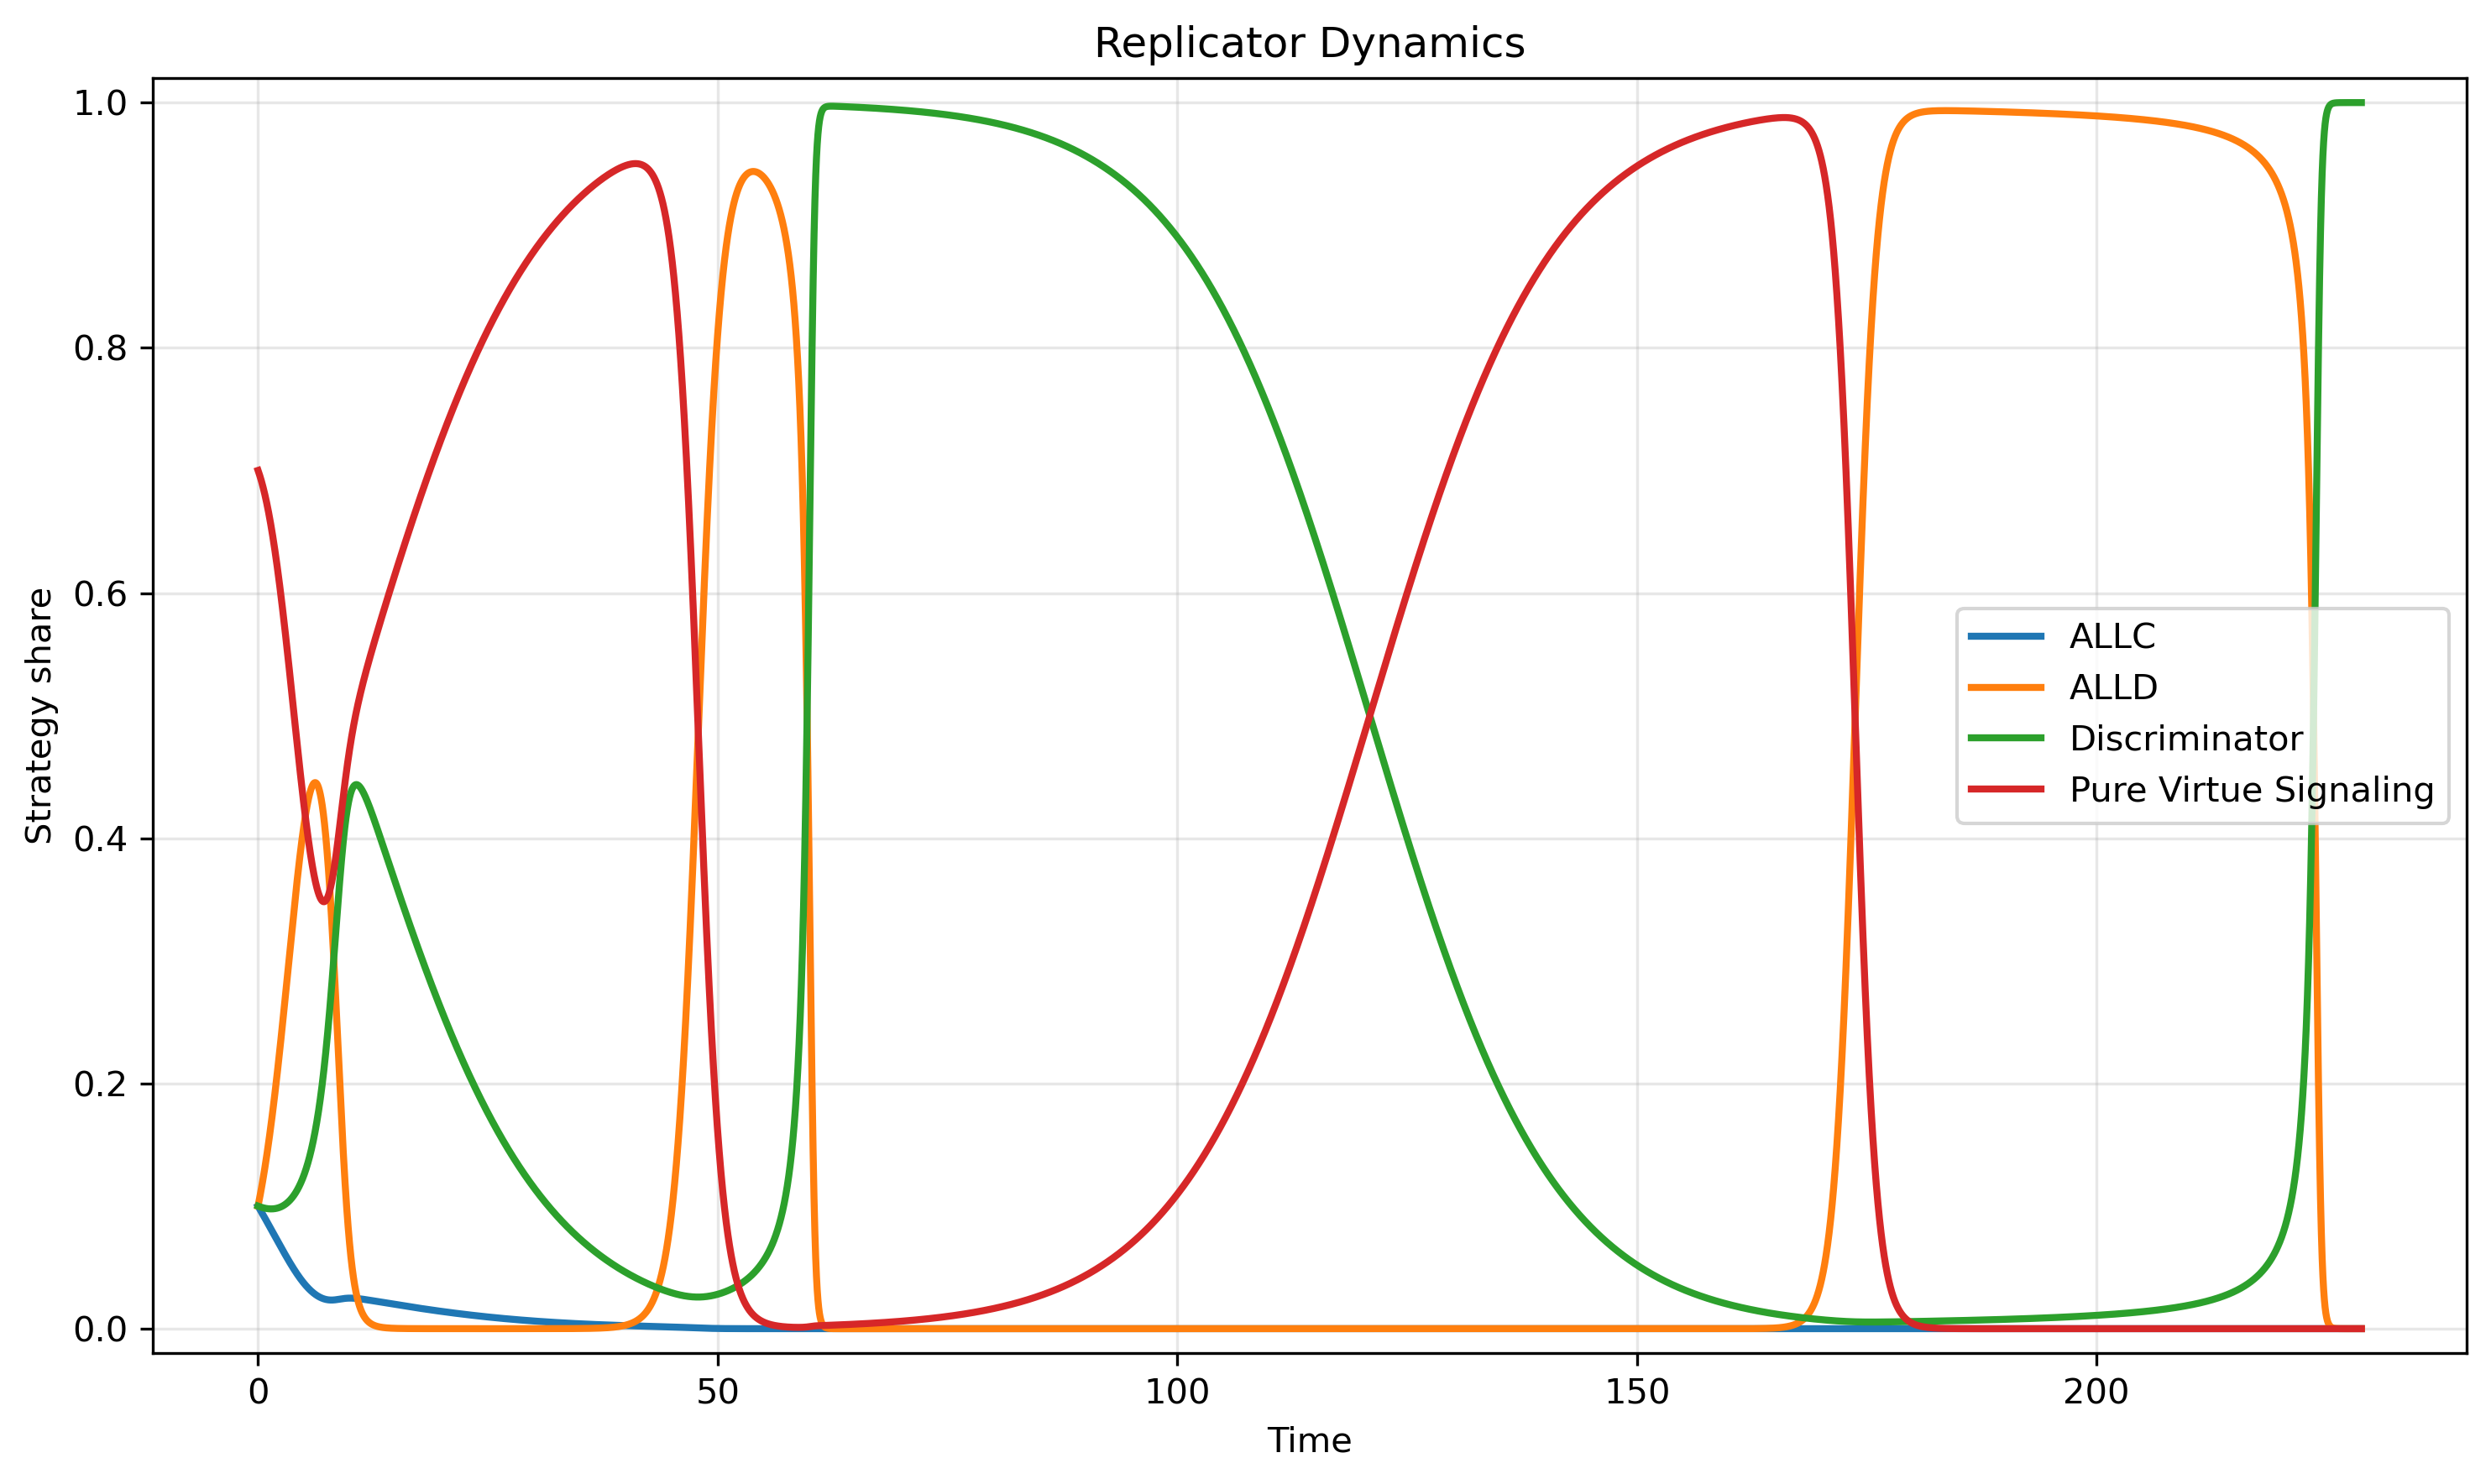 Replicator Dynamics
1.0
0.8
0.6
0.4
0.2
0.0
Strategy share
ALLC
ALLD
Discriminator
Pure Virtue Signaling
0 50 100 150 200
Time